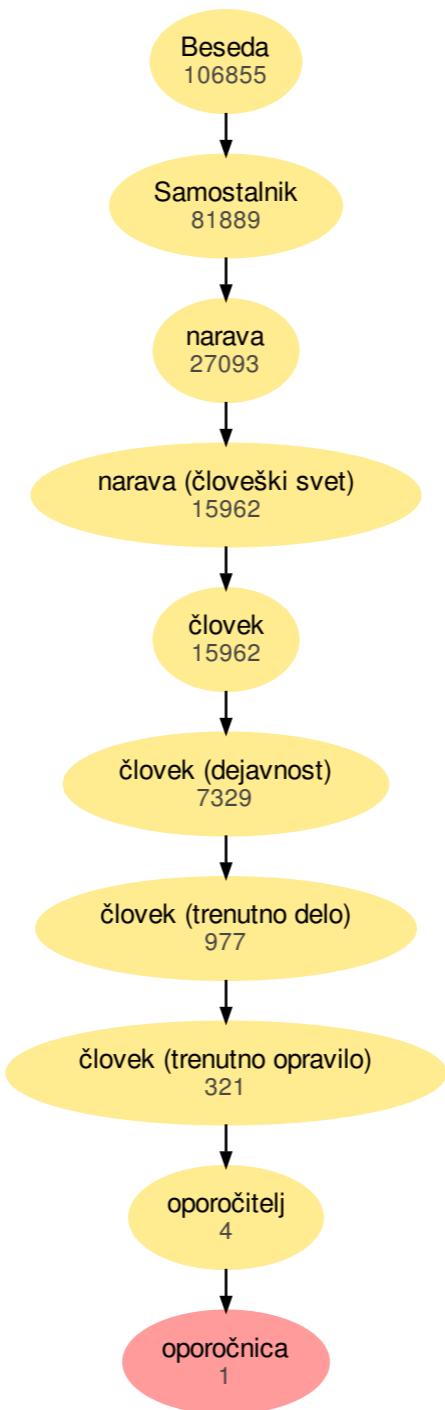 Beseda
106855
Samostalnik
81889
narava
27093
narava (človeški svet)
15962
človek
15962
človek (dejavnost)
7329
človek (trenutno delo)
977
človek (trenutno opravilo)
321
oporočitelj
4
oporočnica
1